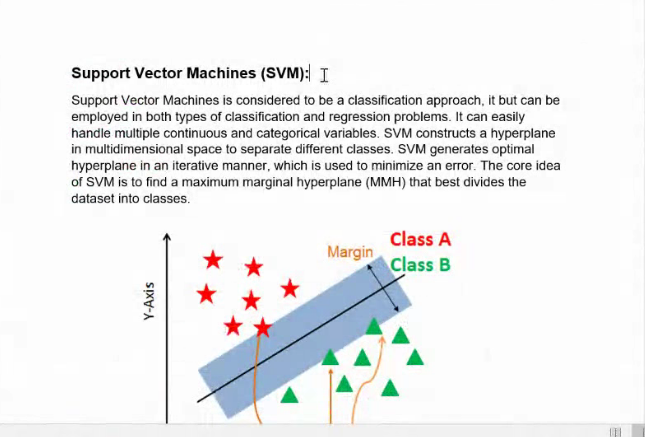 Support Vector Machines (SVM):
Support Vector Machines is considered to be a classification approach, it but can be
employed in both types of classification and regression problems. It can easily
handle multiple continuous and categorical variables. SVM constructs a hyperplane
in multidimensional space to separate different classes. SVM generates optimal
hyperplane in an iterative manner, which is used to minimize an error. The core idea
of SVM is to find a maximum marginal hyperplane (MMH) that best divides the
dataset into classes.
Class A
Margin
Class B
Y-Axis